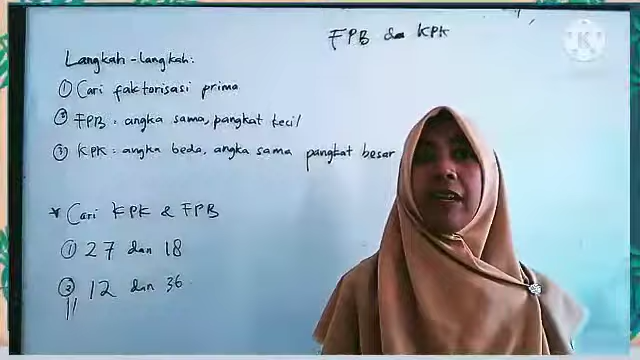 FPB & KPK
Langkah-langkah:
① Cari faktorisasi prima
② FPB : angka sama, pangkat kecil
③ KPK : angka beda, angka sama pangkat besar
* Cari KPK & FPB
① 27 dan 18
② 12 dan 36
K